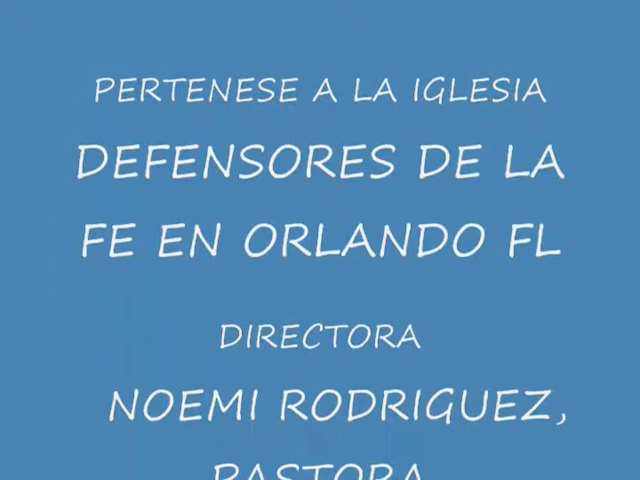 PERTENESE A LA IGLESIA
DEFENSORES DE LA
FE EN ORLANDO FL
DIRECTORA
NOEMI RODRIGUEZ,
PASTORA